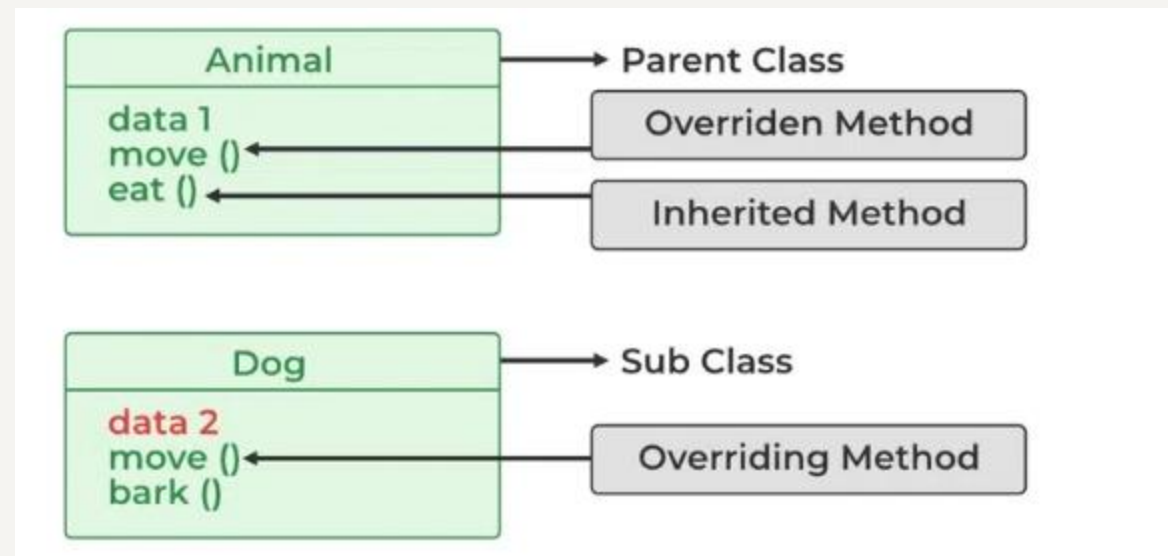 Animal
Parent Class
data 1
move ()
eat ()
Overriden Method
Inherited Method
Dog
Sub Class
data 2
move ()
bark ()
Overriding Method